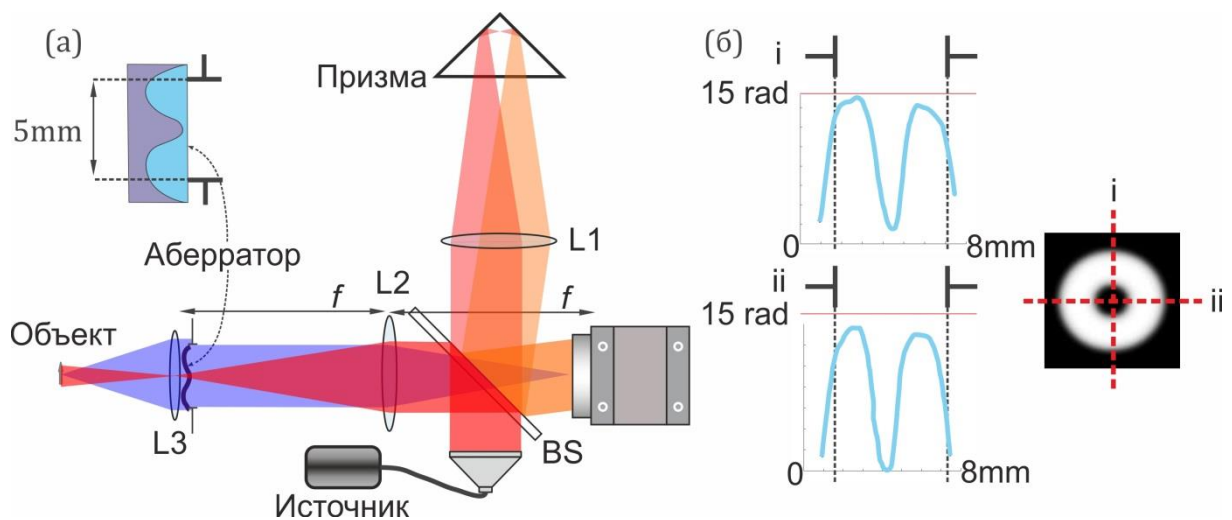 (а)
5mm
Аберратор
Объект
L3
f
L2
f
Призма
L1
BS
Источник
(б)
i
15 rad
0
8mm
ii
15 rad
0
8mm
i
ii